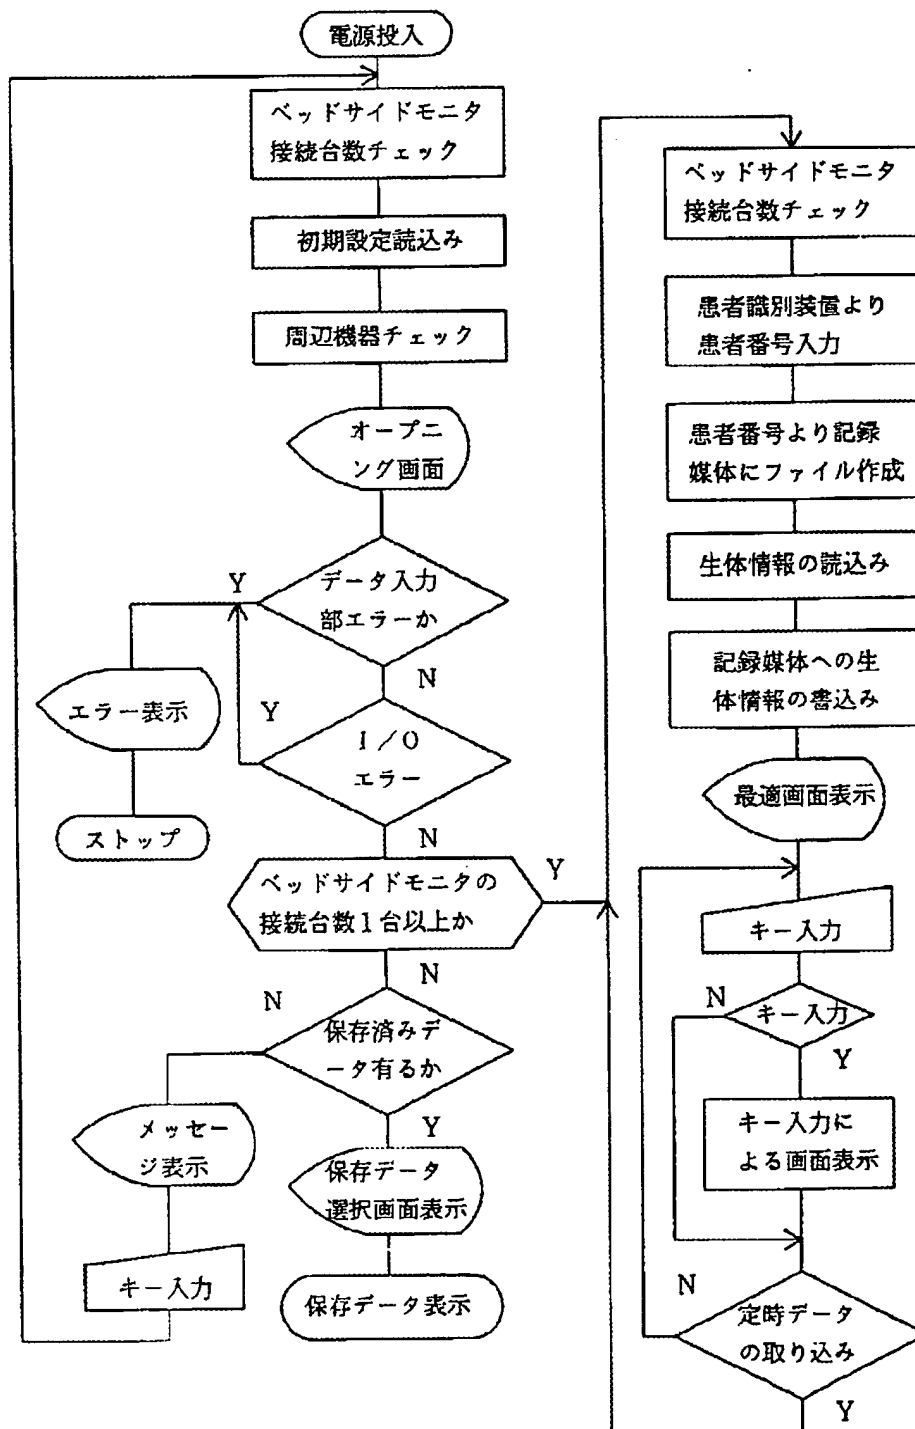 電源投入
ベッドサイドモニタ
接続台数チェック
初期設定読込み
周辺機器チェック
オープニ
ング画面
データ入力
部エラーか
Y
N
エラー表示
ストップ
Y
I/O
エラー
N
ベッドサイドモニタの
接続台数1台以上か
Y
N
保存済みデ
ータ有るか
N
Y
メッセー
ジ表示
キー入力
保存データ
選択画面表示
保存データ表示
ベッドサイドモニタ
接続台数チェック
患者識別装置より
患者番号入力
患者番号より記録
媒体にファイル作成
生体情報の読込み
記録媒体への生
体情報の書込み
最適画面表示
キー入力
キー入力
N
Y
キー入力に
よる画面表示
定時データ
の取り込み
N
Y